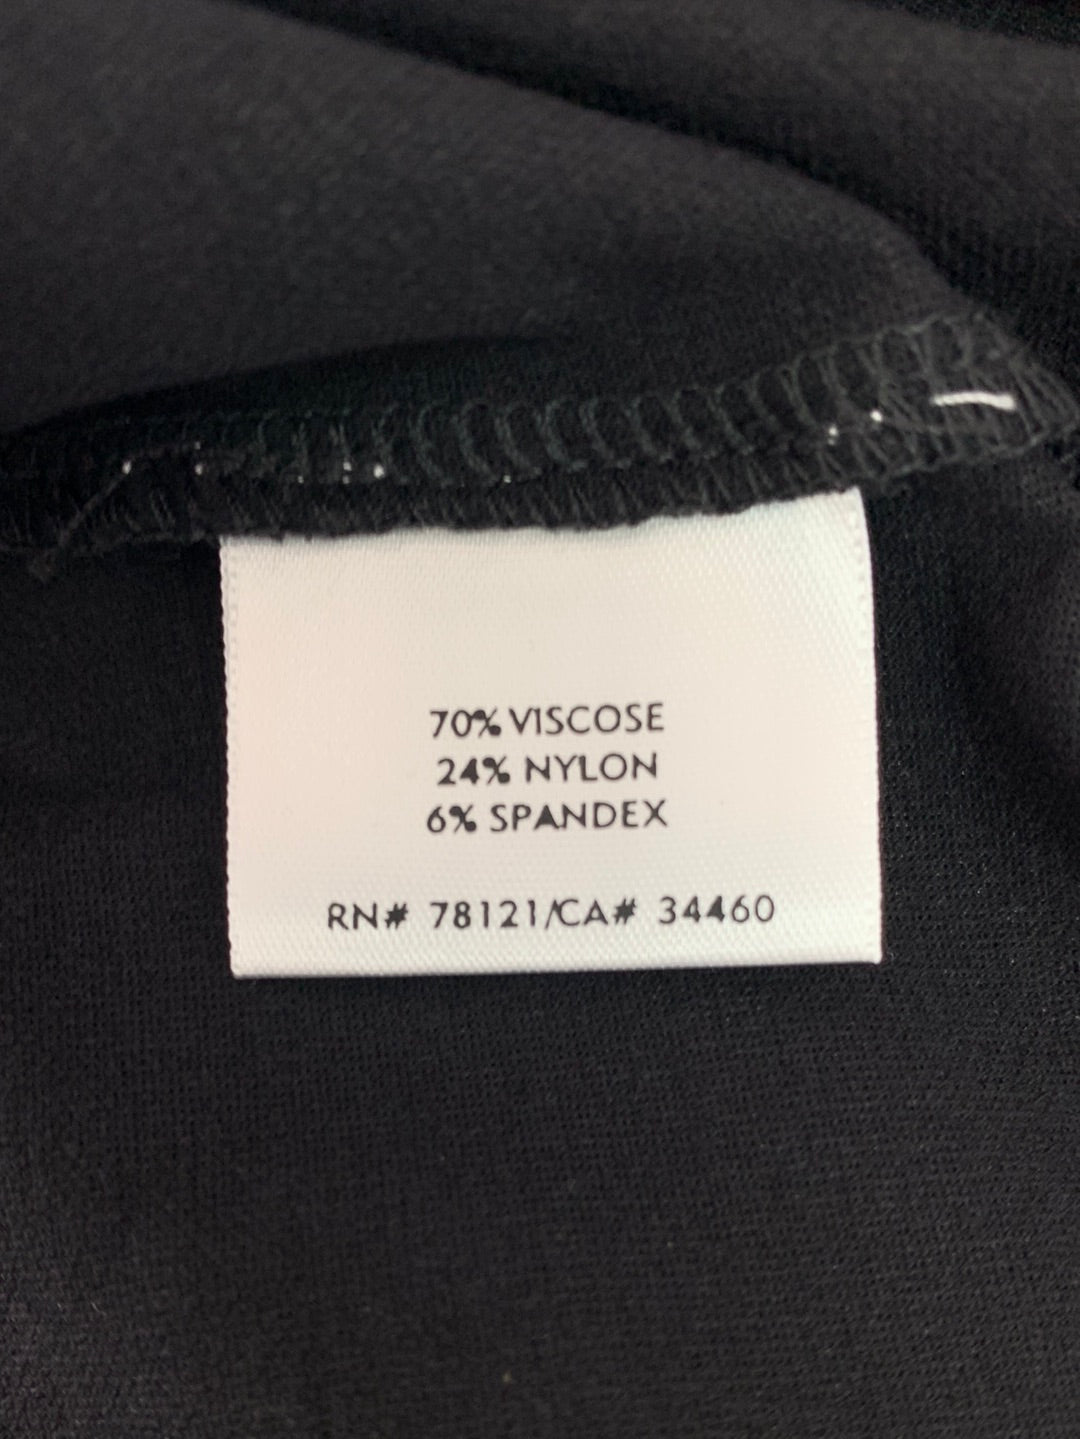 70% VISCOSE
24% NYLON
6% SPANDEX
RN# 78121/CA# 34460